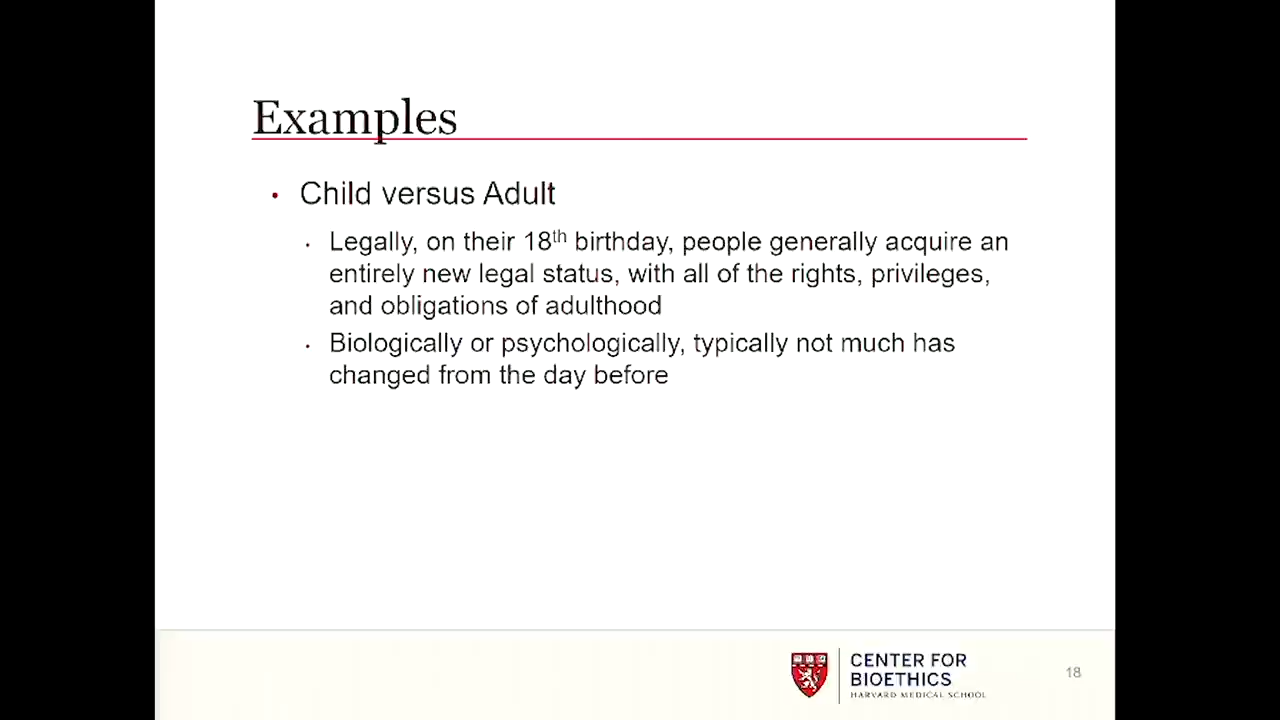 Examples
• Child versus Adult
• Legally, on their 18th birthday, people generally acquire an
entirely new legal status, with all of the rights, privileges,
and obligations of adulthood
• Biologically or psychologically, typically not much has
changed from the day before
CENTER FOR
BIOETHICS
HARVARD MEDICAL SCHOOL
18